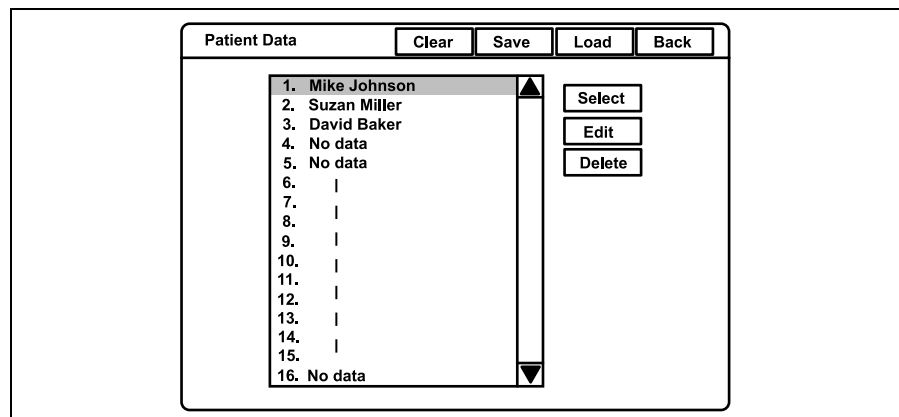 Patient Data Clear Save Load Back
1. Mike Johnson
2. Suzan Miller
3. David Baker
4. No data
5. No data
6.
7.
8.
9.
10.
11.
12.
13.
14.
15.
16. No data
Select
Edit
Delete